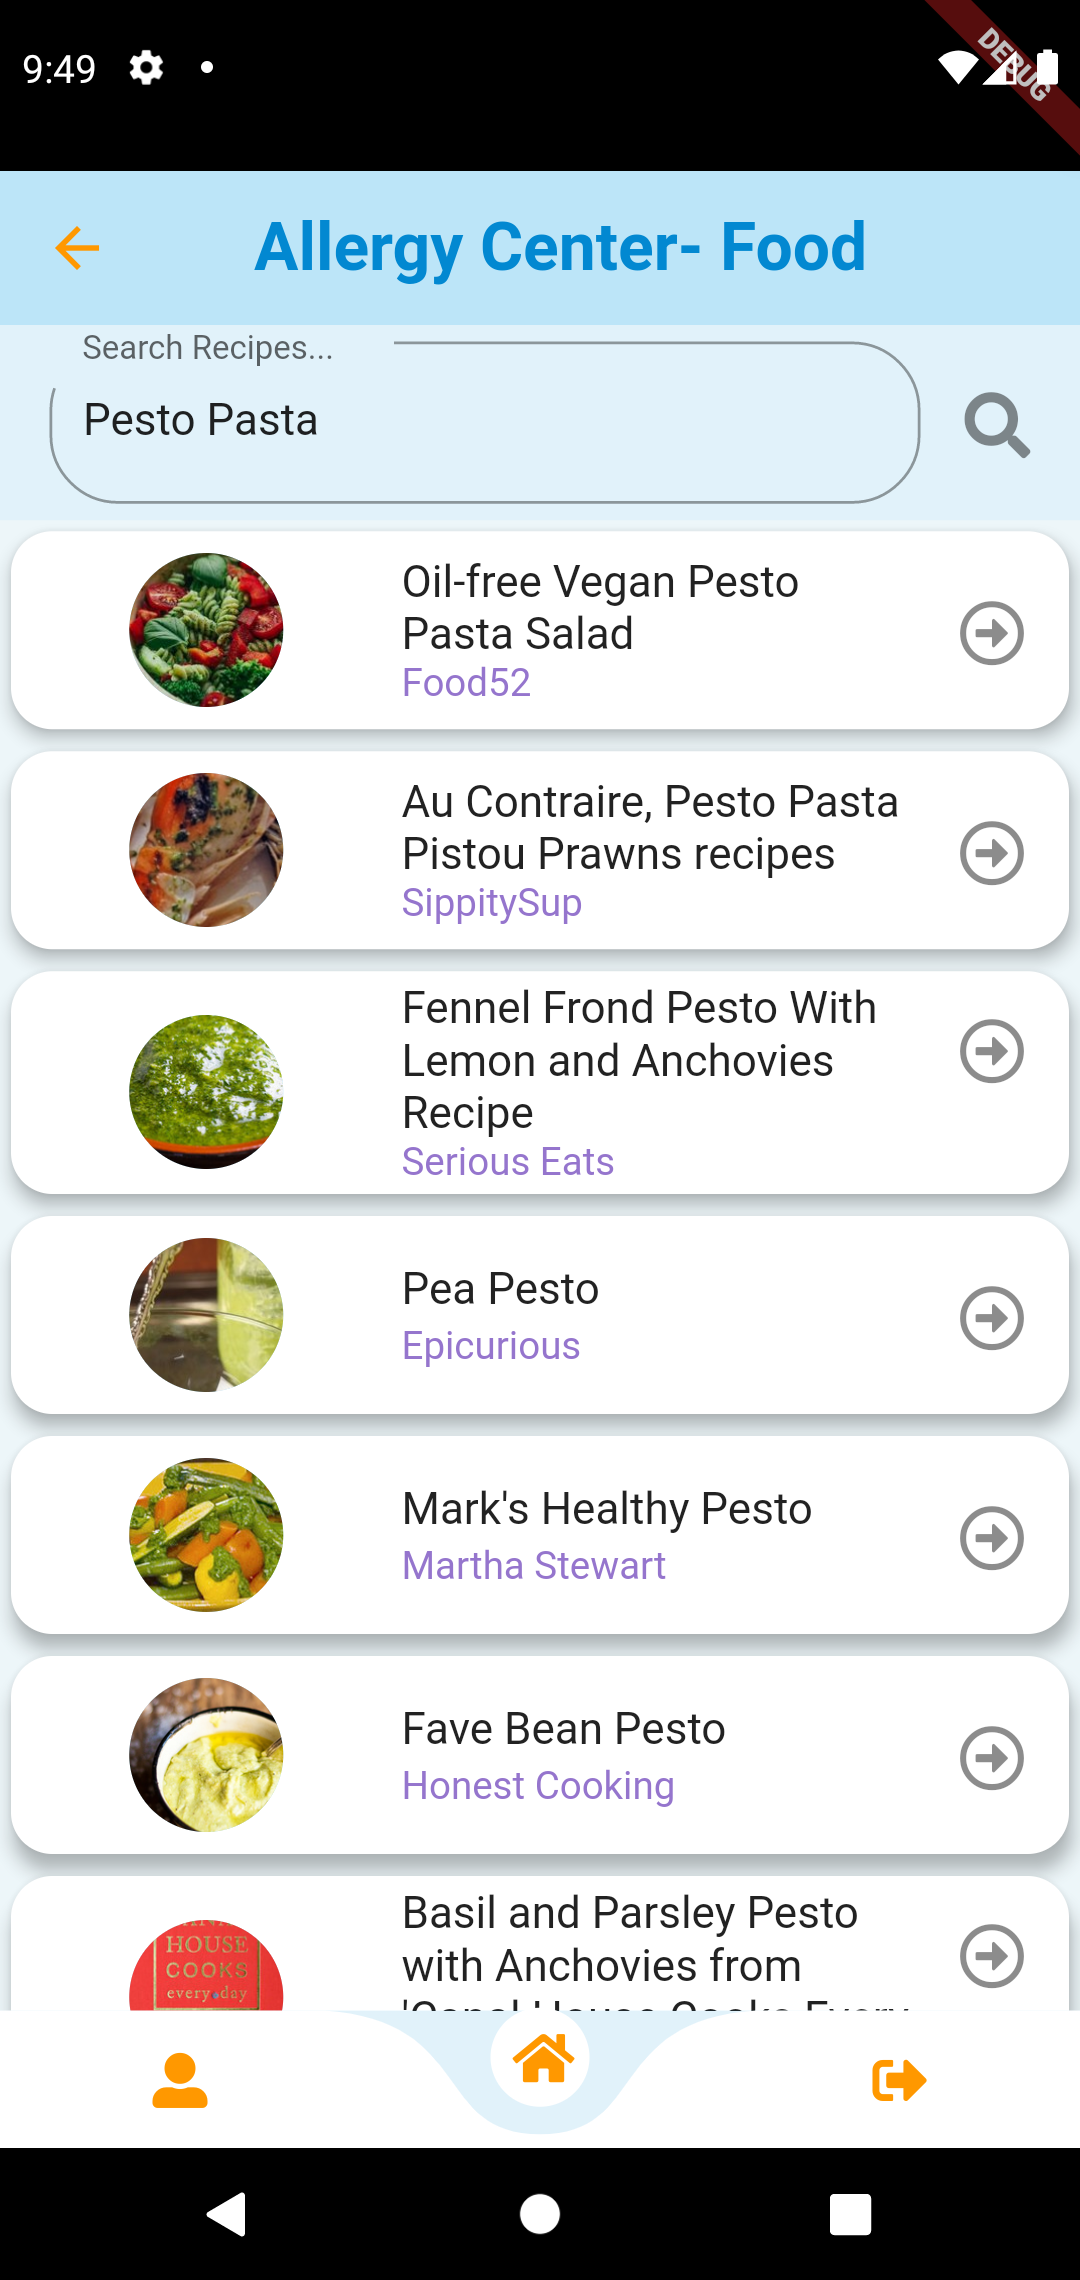 9:49
DEBUG
Allergy Center- Food
Search Recipes...
Pesto Pasta
Oil-free Vegan Pesto
Pasta Salad
Food52
Au Contraire, Pesto Pasta
Pistou Prawns recipes
SippitySup
Fennel Frond Pesto With
Lemon and Anchovies
Recipe
Serious Eats
Pea Pesto
Epicurious
Mark's Healthy Pesto
Martha Stewart
Fave Bean Pesto
Honest Cooking
HOUSE
COOKS
every.day
Basil and Parsley Pesto
with Anchovies from
House Cooks Every